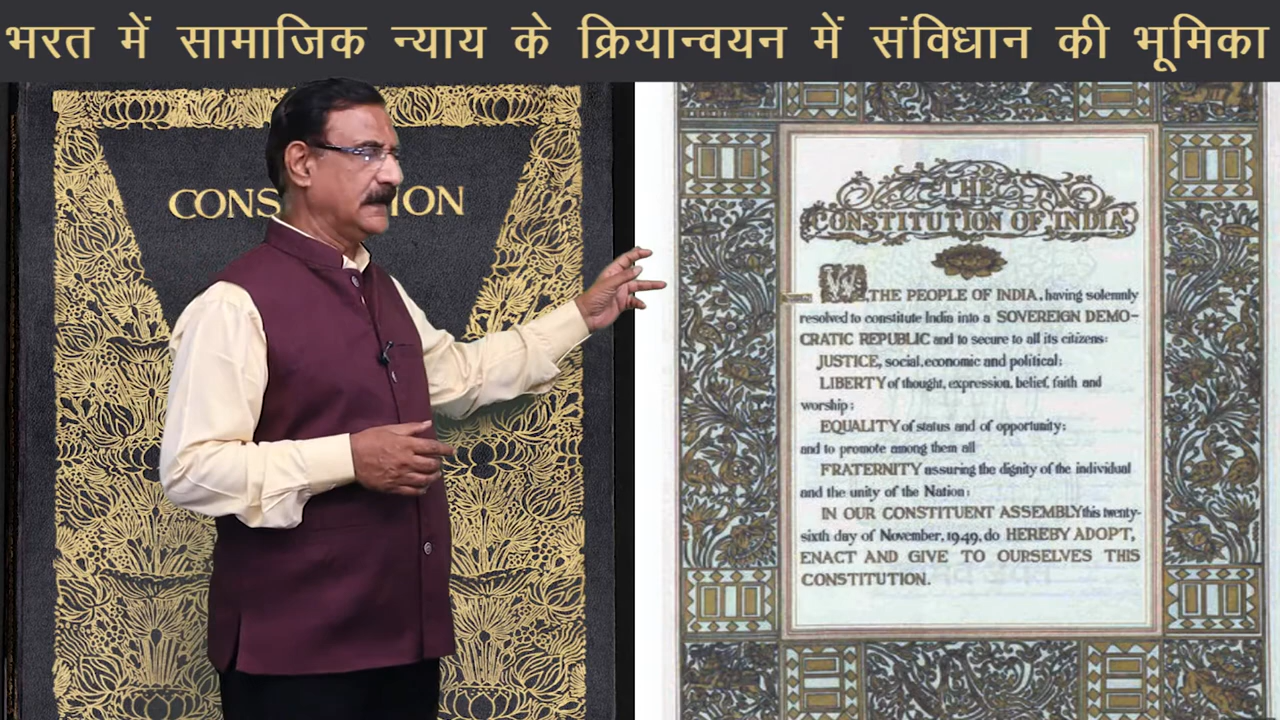 भरत में सामाजिक न्याय के क्रियान्वयन में संविधान की भूमिका
CONS ION
THE
CONSTITUTION OF INDIA
WE, THE PEOPLE OF INDIA, having solemnly
resolved to constitute India into a SOVEREIGN DEMO-
CRATIC REPUBLIC and to secure to all its citizens:
JUSTICE, social, economic and political;
LIBERTY of thought, expression, belief, faith and
worship;
EQUALITY of status and of opportunity;
and to promote among them all
FRATERNITY assuring the dignity of the individual
and the unity of the Nation;
IN OUR CONSTITUENT ASSEMBLY this twenty-
sixth day of November, 1949, do HEREBY ADOPT,
ENACT AND GIVE TO OURSELVES THIS
CONSTITUTION.